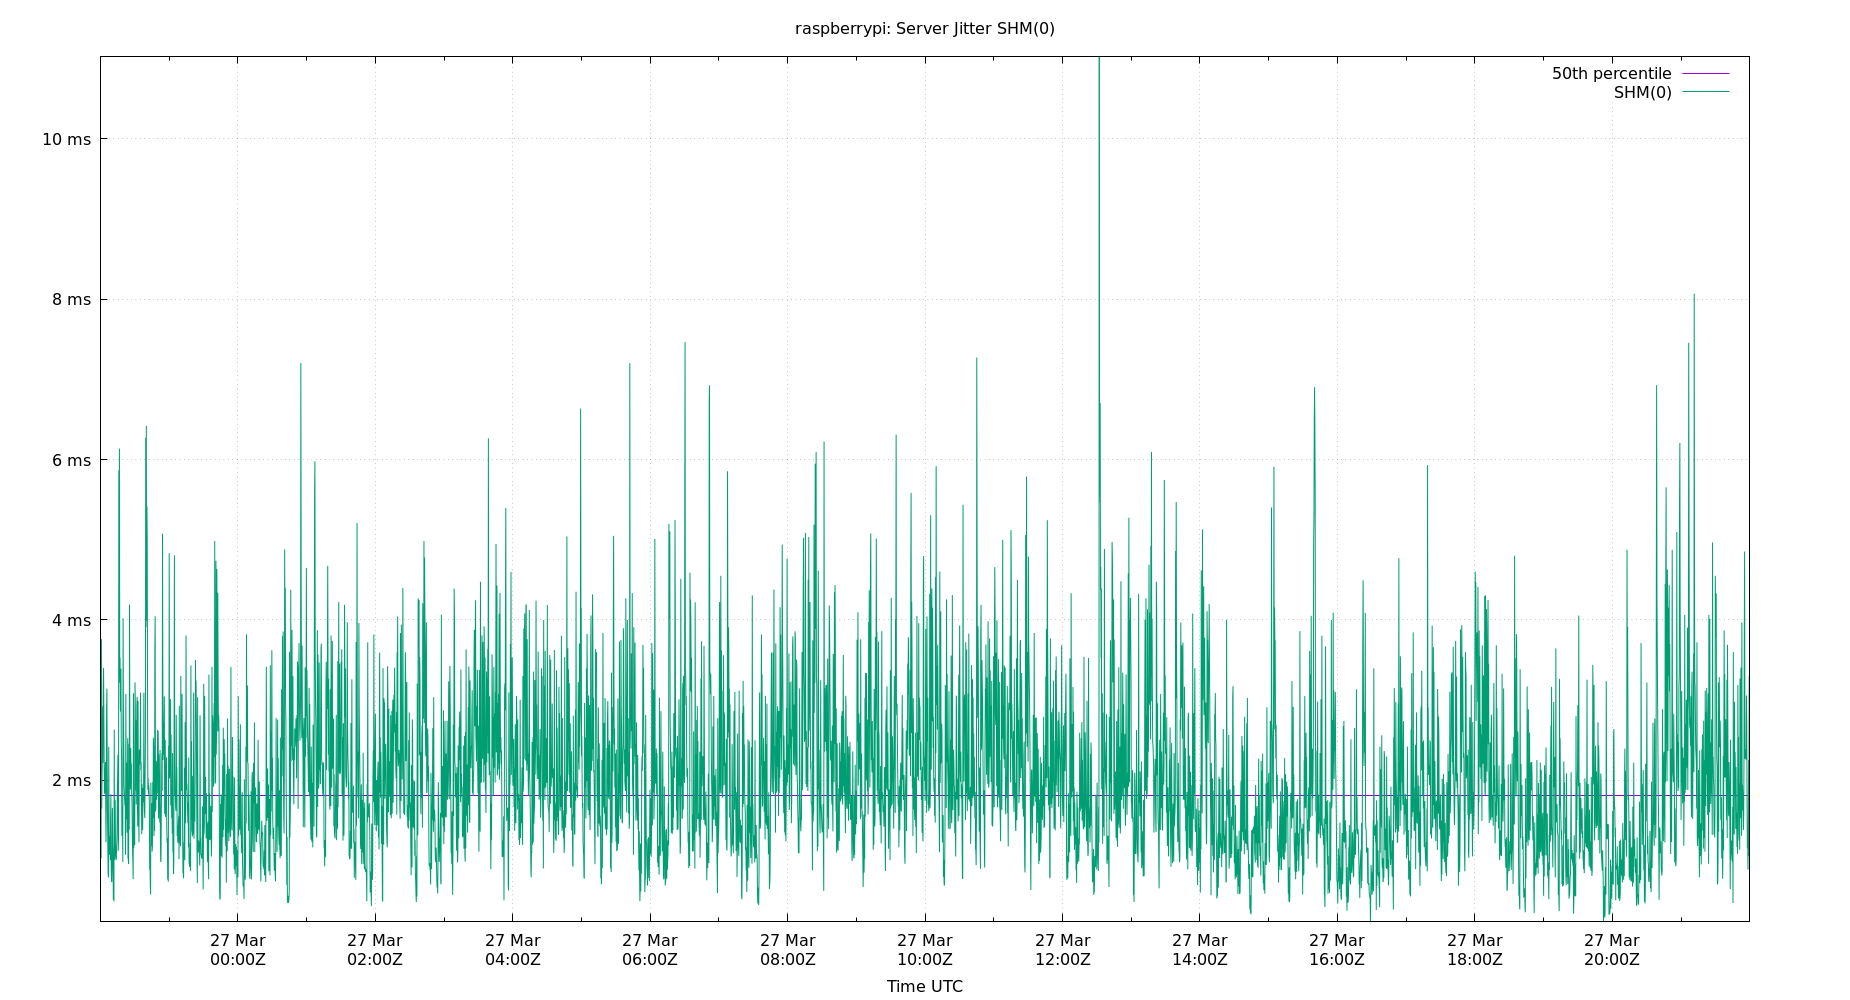 raspberrypi: Server Jitter SHM(0)
50th percentile
SHM(0)
10 ms
8 ms
6 ms
4 ms
2 ms
27 Mar 27 Mar 27 Mar 27 Mar 27 Mar 27 Mar 27 Mar 27 Mar 27 Mar 27 Mar 27 Mar
00:00Z 02:00Z 04:00Z 06:00Z 08:00Z 10:00Z 12:00Z 14:00Z 16:00Z 18:00Z 20:00Z
Time UTC